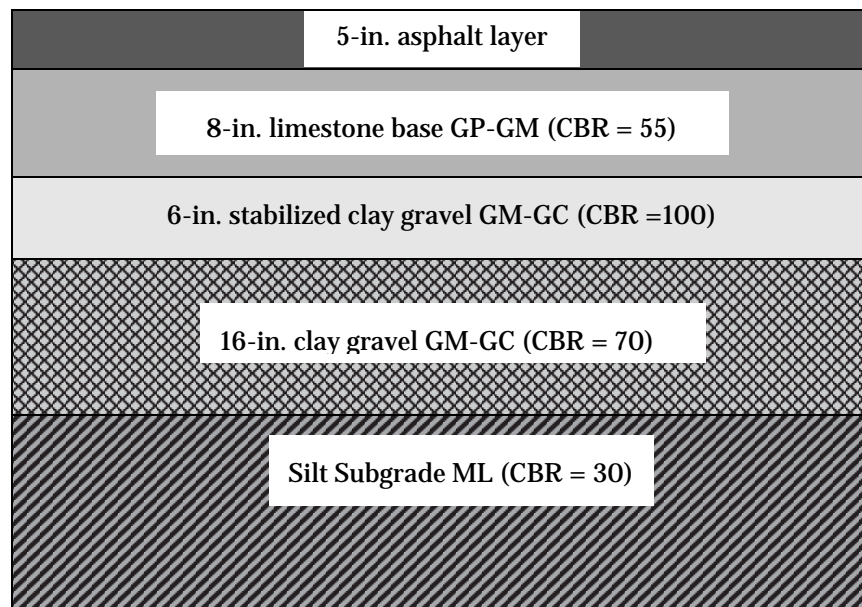 5-in. asphalt layer
8-in. limestone base GP-GM (CBR = 55)
6-in. stabilized clay gravel GM-GC (CBR =100)
16-in. clay gravel GM-GC (CBR = 70)
Silt Subgrade ML (CBR = 30)